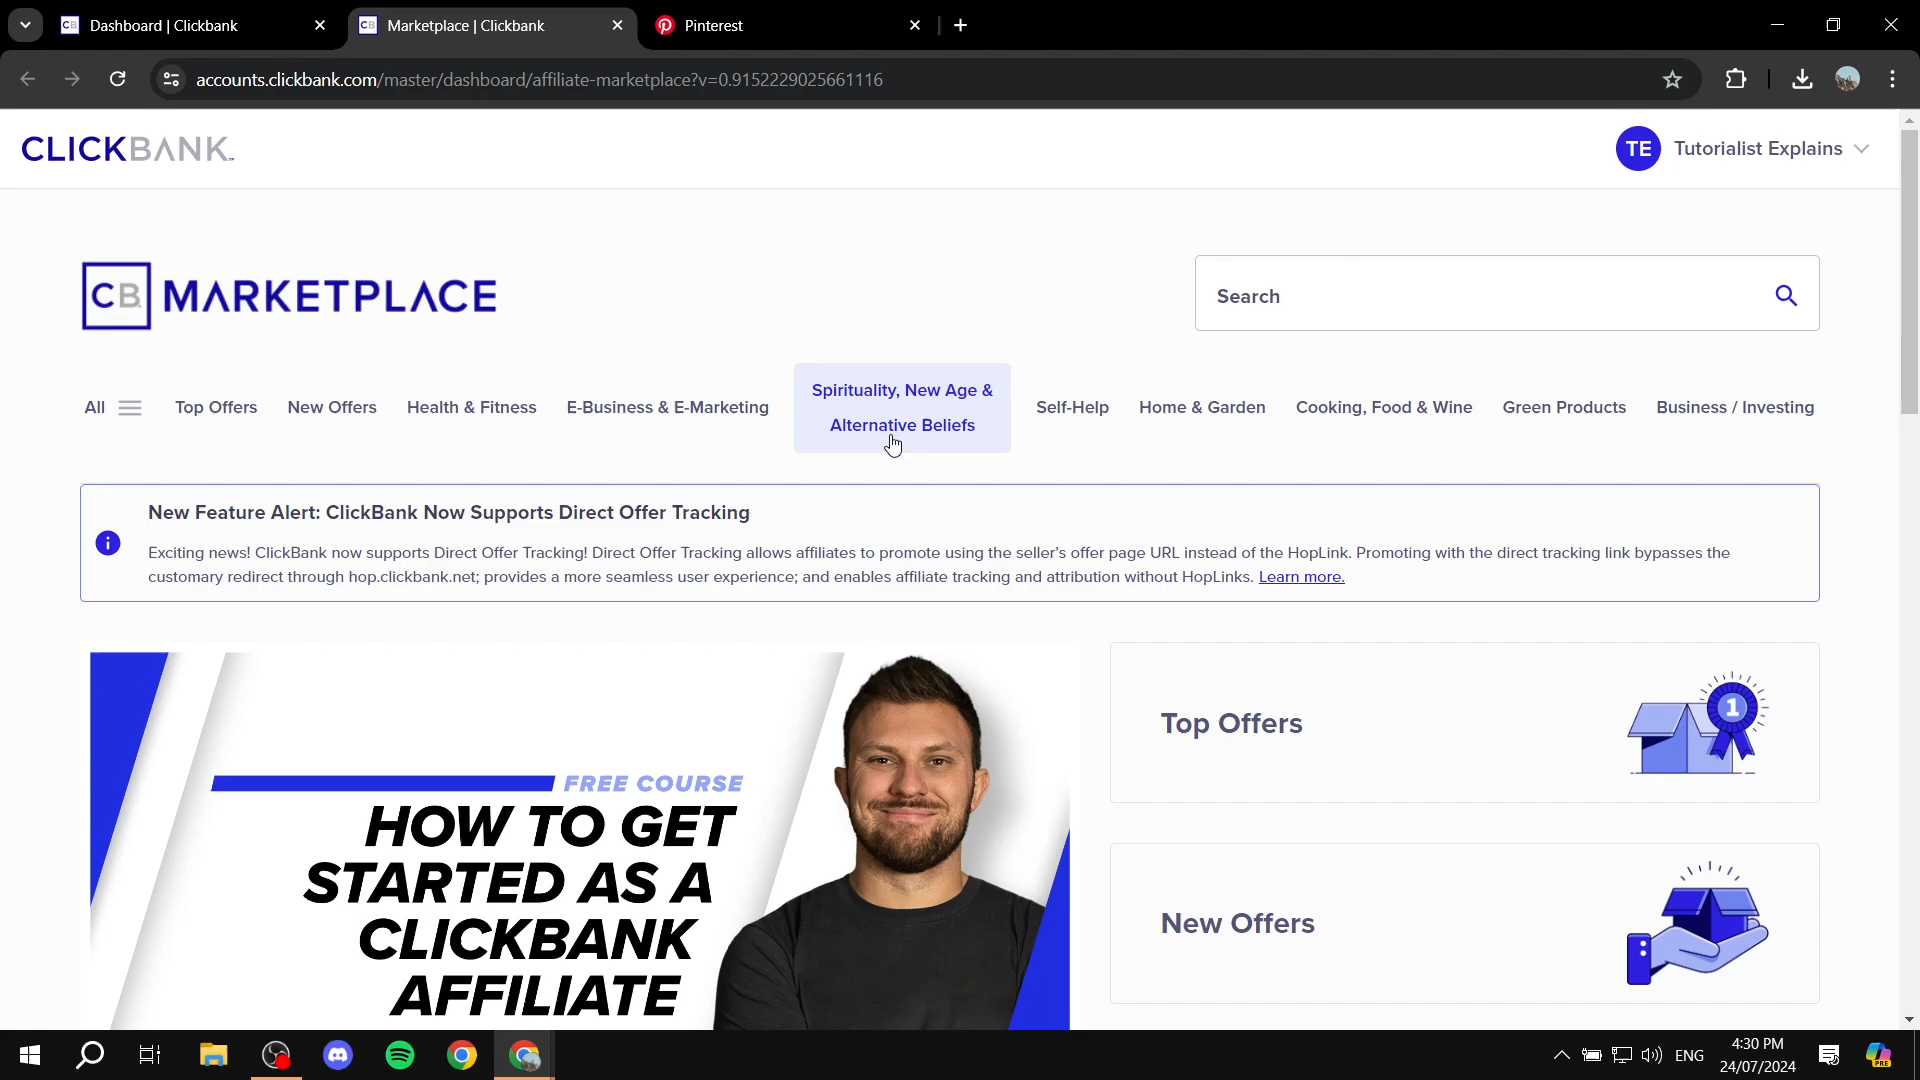 Dashboard | Clickbank
Marketplace | Clickbank
Pinterest
accounts.clickbank.com/master/dashboard/affiliate-marketplace?v=0.9152229025661116
CLICKBANK
TE
Tutorialist Explains
CB MARKETPLACE
Search
All
Top Offers
New Offers
Health & Fitness
E-Business & E-Marketing
Spirituality, New Age &
Alternative Beliefs
Self-Help
Home & Garden
Cooking, Food & Wine
Green Products
Business / Investing
New Feature Alert: ClickBank Now Supports Direct Offer Tracking
Exciting news! ClickBank now supports Direct Offer Tracking! Direct Offer Tracking allows affiliates to promote using the seller's offer page URL instead of the HopLink. Promoting with the direct tracking link bypasses the
customary redirect through hop.clickbank.net; provides a more seamless user experience; and enables affiliate tracking and attribution without HopLinks. Learn more.
FREE COURSE
HOW TO GET
STARTED AS A
CLICKBANK
AFFILIATE
Top Offers
1
New Offers
ENG
4:30 PM
24/07/2024
PRE